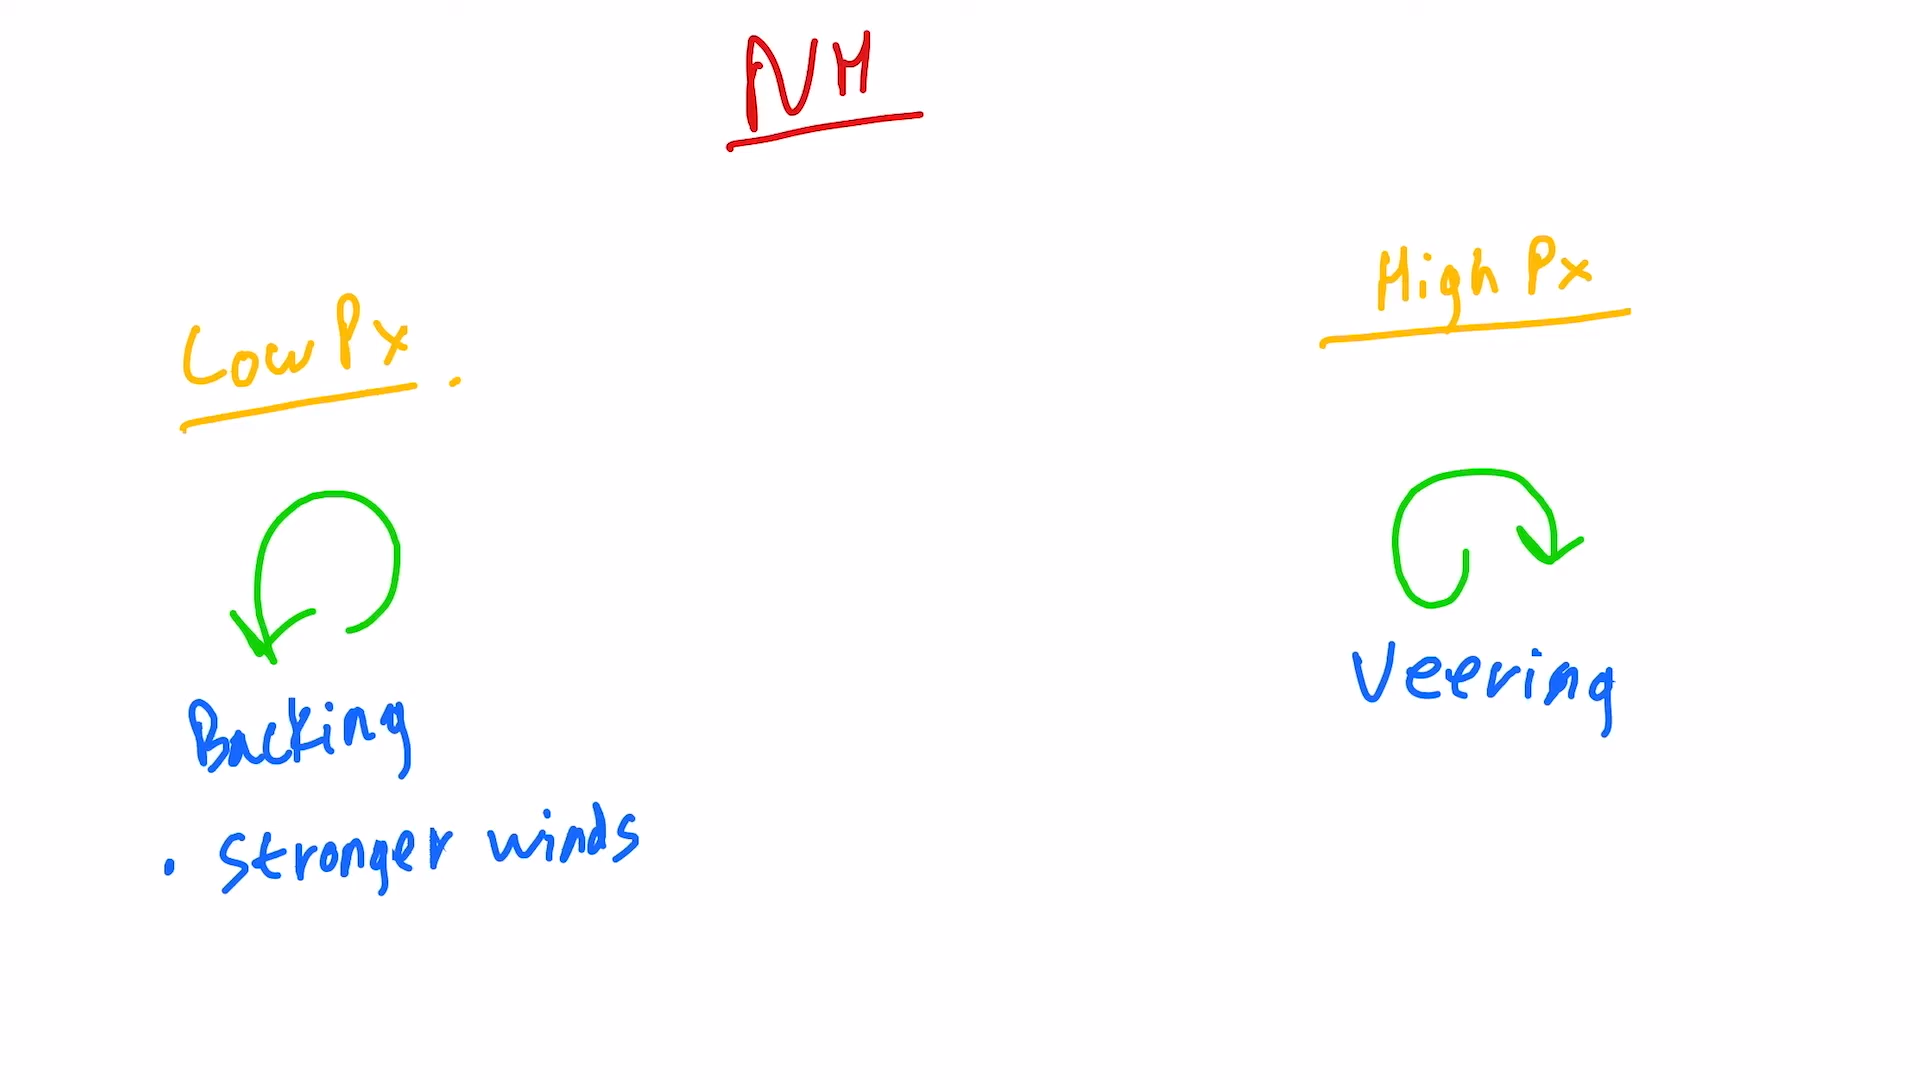 NH
Low Px
High Px
Backing
Veering
. Stronger winds